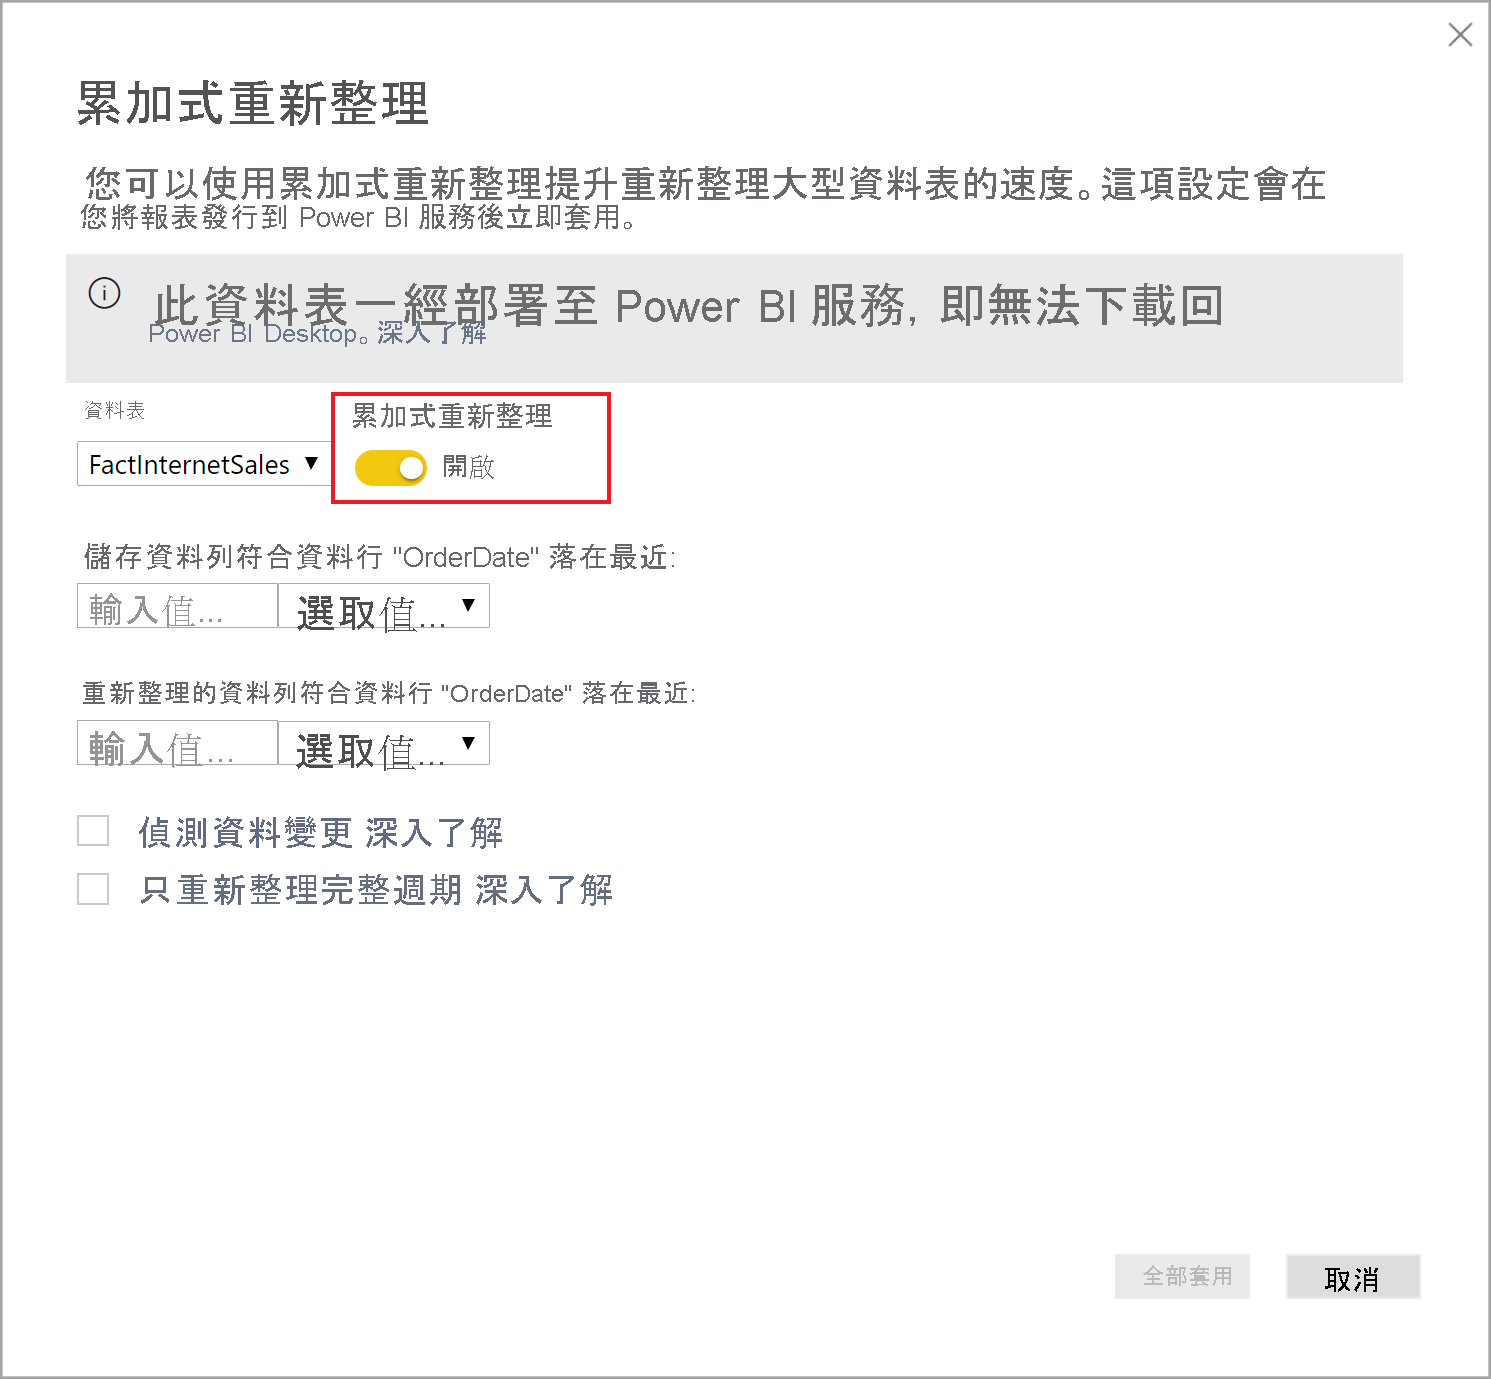 累加式重新整理
您可以使用累加式重新整理提升重新整理大型資料表的速度。這項設定會在
您將報表發行到 Power BI 服務後立即套用。
此資料表一經部署至 Power BI 服務, 即無法下載回
Power BI Desktop。深入了解
資料表
累加式重新整理
FactInternetSales
開啟
儲存資料列符合資料行 "OrderDate" 落在最近:
輸入值... 選取值...
重新整理的資料列符合資料行 "OrderDate" 落在最近:
輸入值... 選取值...
偵測資料變更 深入了解
只重新整理完整週期 深入了解
全部套用 取消